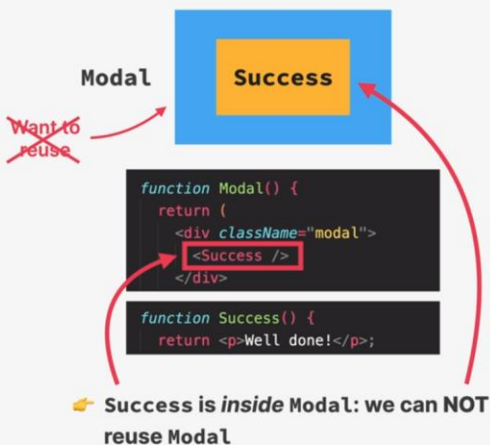 Modal
Success
Want to
reuse
function Modal() {
return (
<div className="modal">
<Success />
</div>
function Success() {
return <p>Well done!</p>;
👉 Success is inside Modal: we can NOT
reuse Modal